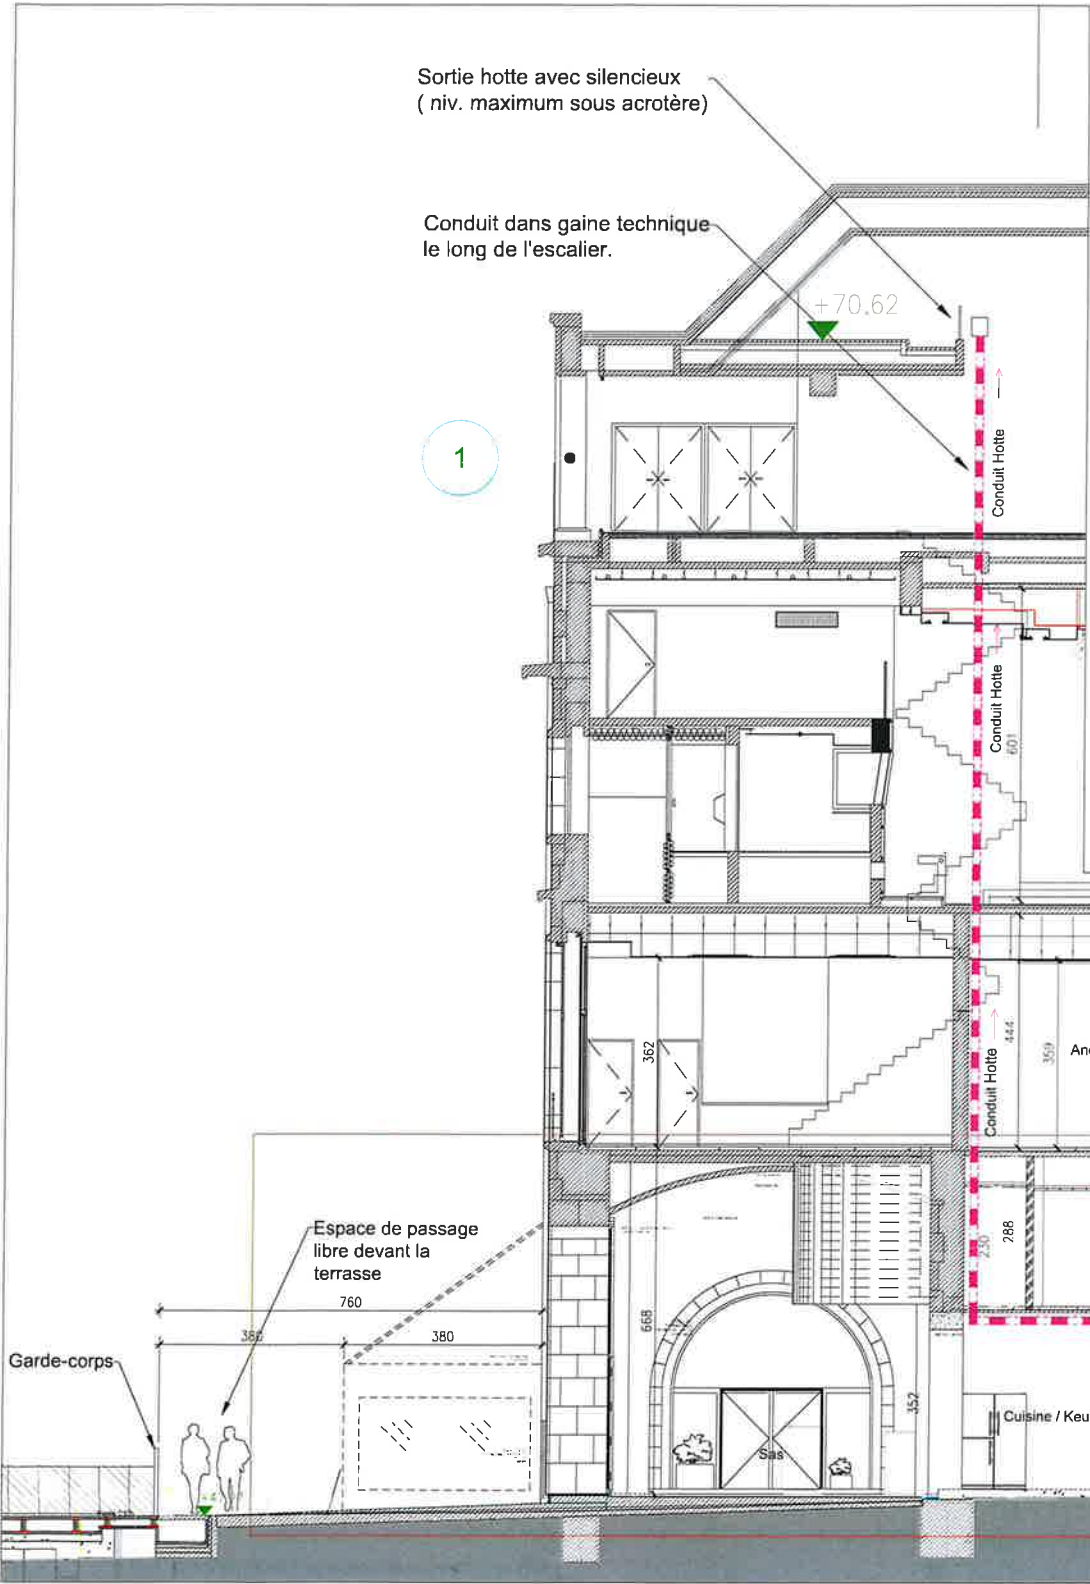 Sortie hotte avec silencieux
( niv. maximum sous acrotère)
Conduit dans gaine technique
le long de l'escalier.
+70.62
1
Conduit Hotte
Conduit Hotte
601
362
Conduit Hotte
444
359
And
Espace de passage
libre devant la
terrasse
760
380
380
Garde-corps
668
230
288
352
Cuisine / Keu
Sas